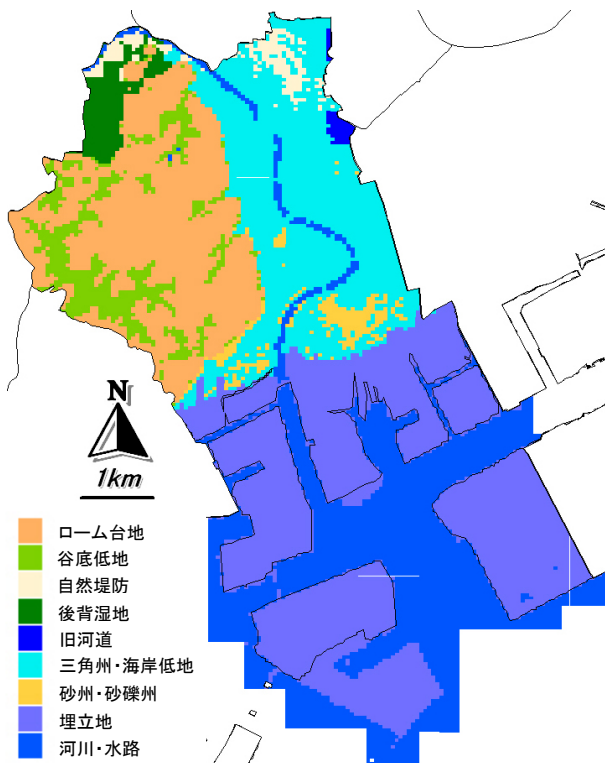 N
1km
ローム台地
谷底低地
自然堤防
後背湿地
旧河道
三角州・海岸低地
砂州・砂礫州
埋立地
河川・水路